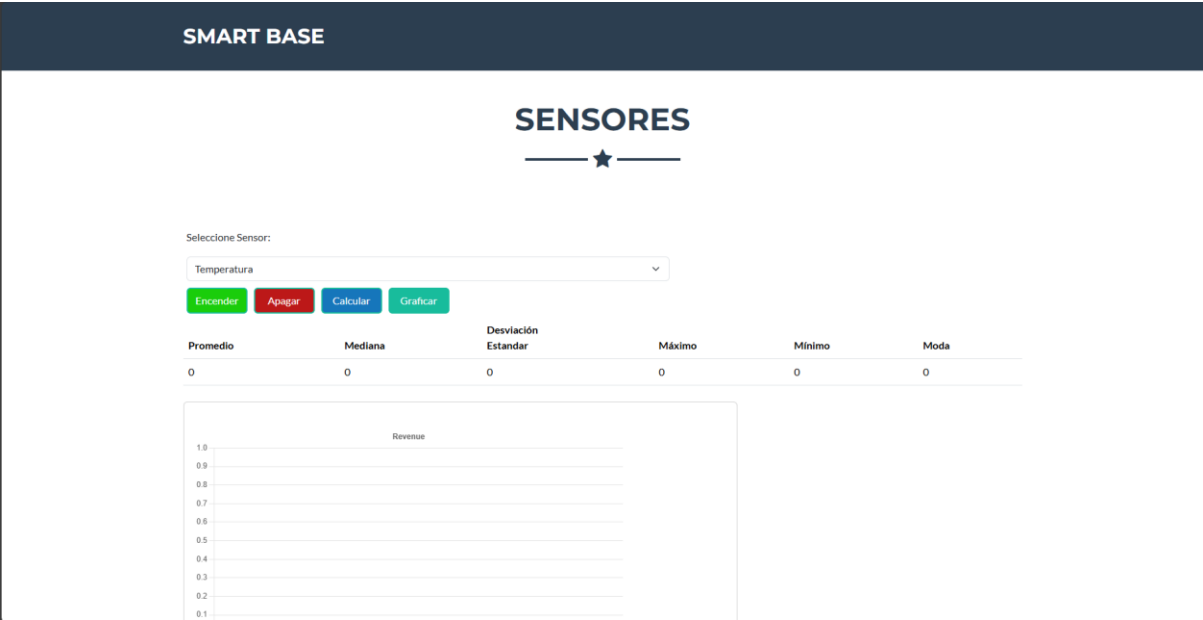 SMART BASE
SENSORES
Seleccione Sensor:
Temperatura
Encender Apagar Calcular Graficar
Promedio Mediana Desviación Estandar Máximo Mínimo Moda
0 0 0 0 0 0
Revenue
1.0
0.9
0.8
0.7
0.6
0.5
0.4
0.3
0.2
0.1